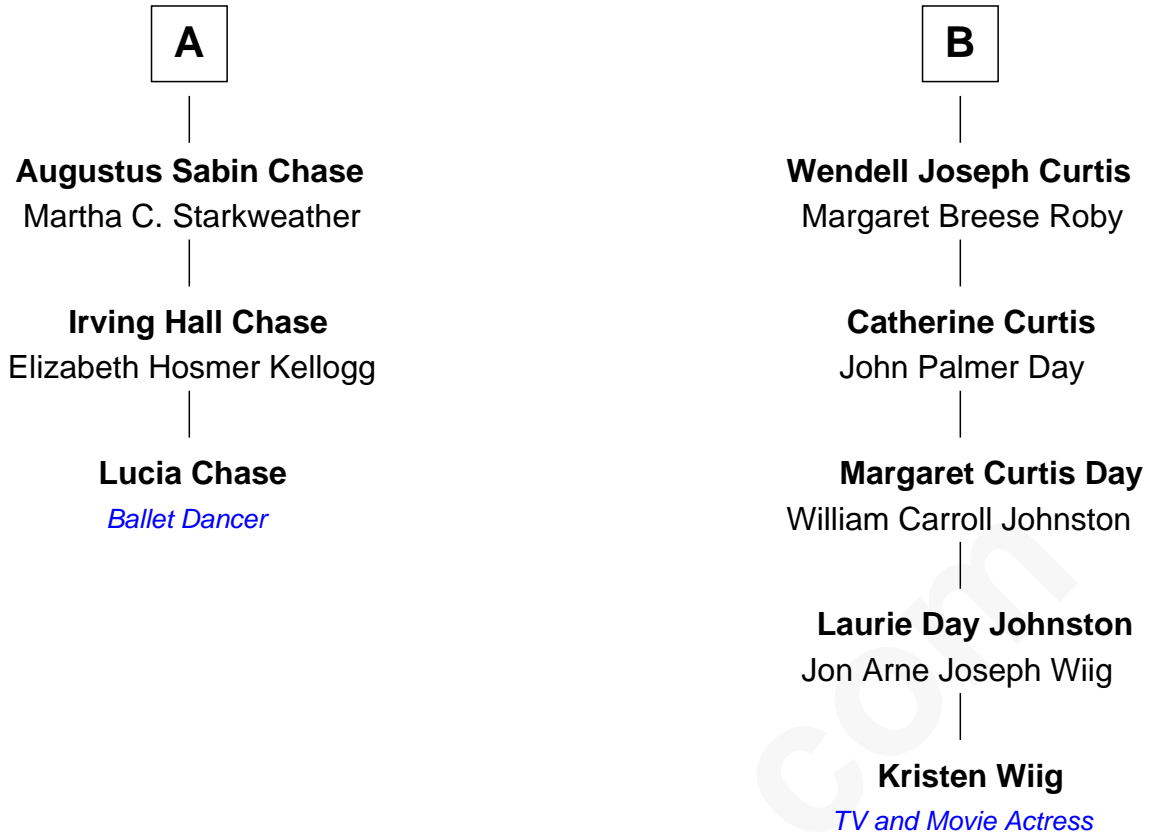 A
Augustus Sabin Chase
Martha C. Starkweather
Irving Hall Chase
Elizabeth Hosmer Kellogg
Lucia Chase
Ballet Dancer
B
Wendell Joseph Curtis
Margaret Breese Roby
Catherine Curtis
John Palmer Day
Margaret Curtis Day
William Carroll Johnston
Laurie Day Johnston
Jon Arne Joseph Wiig
Kristen Wiig
TV and Movie Actress
com